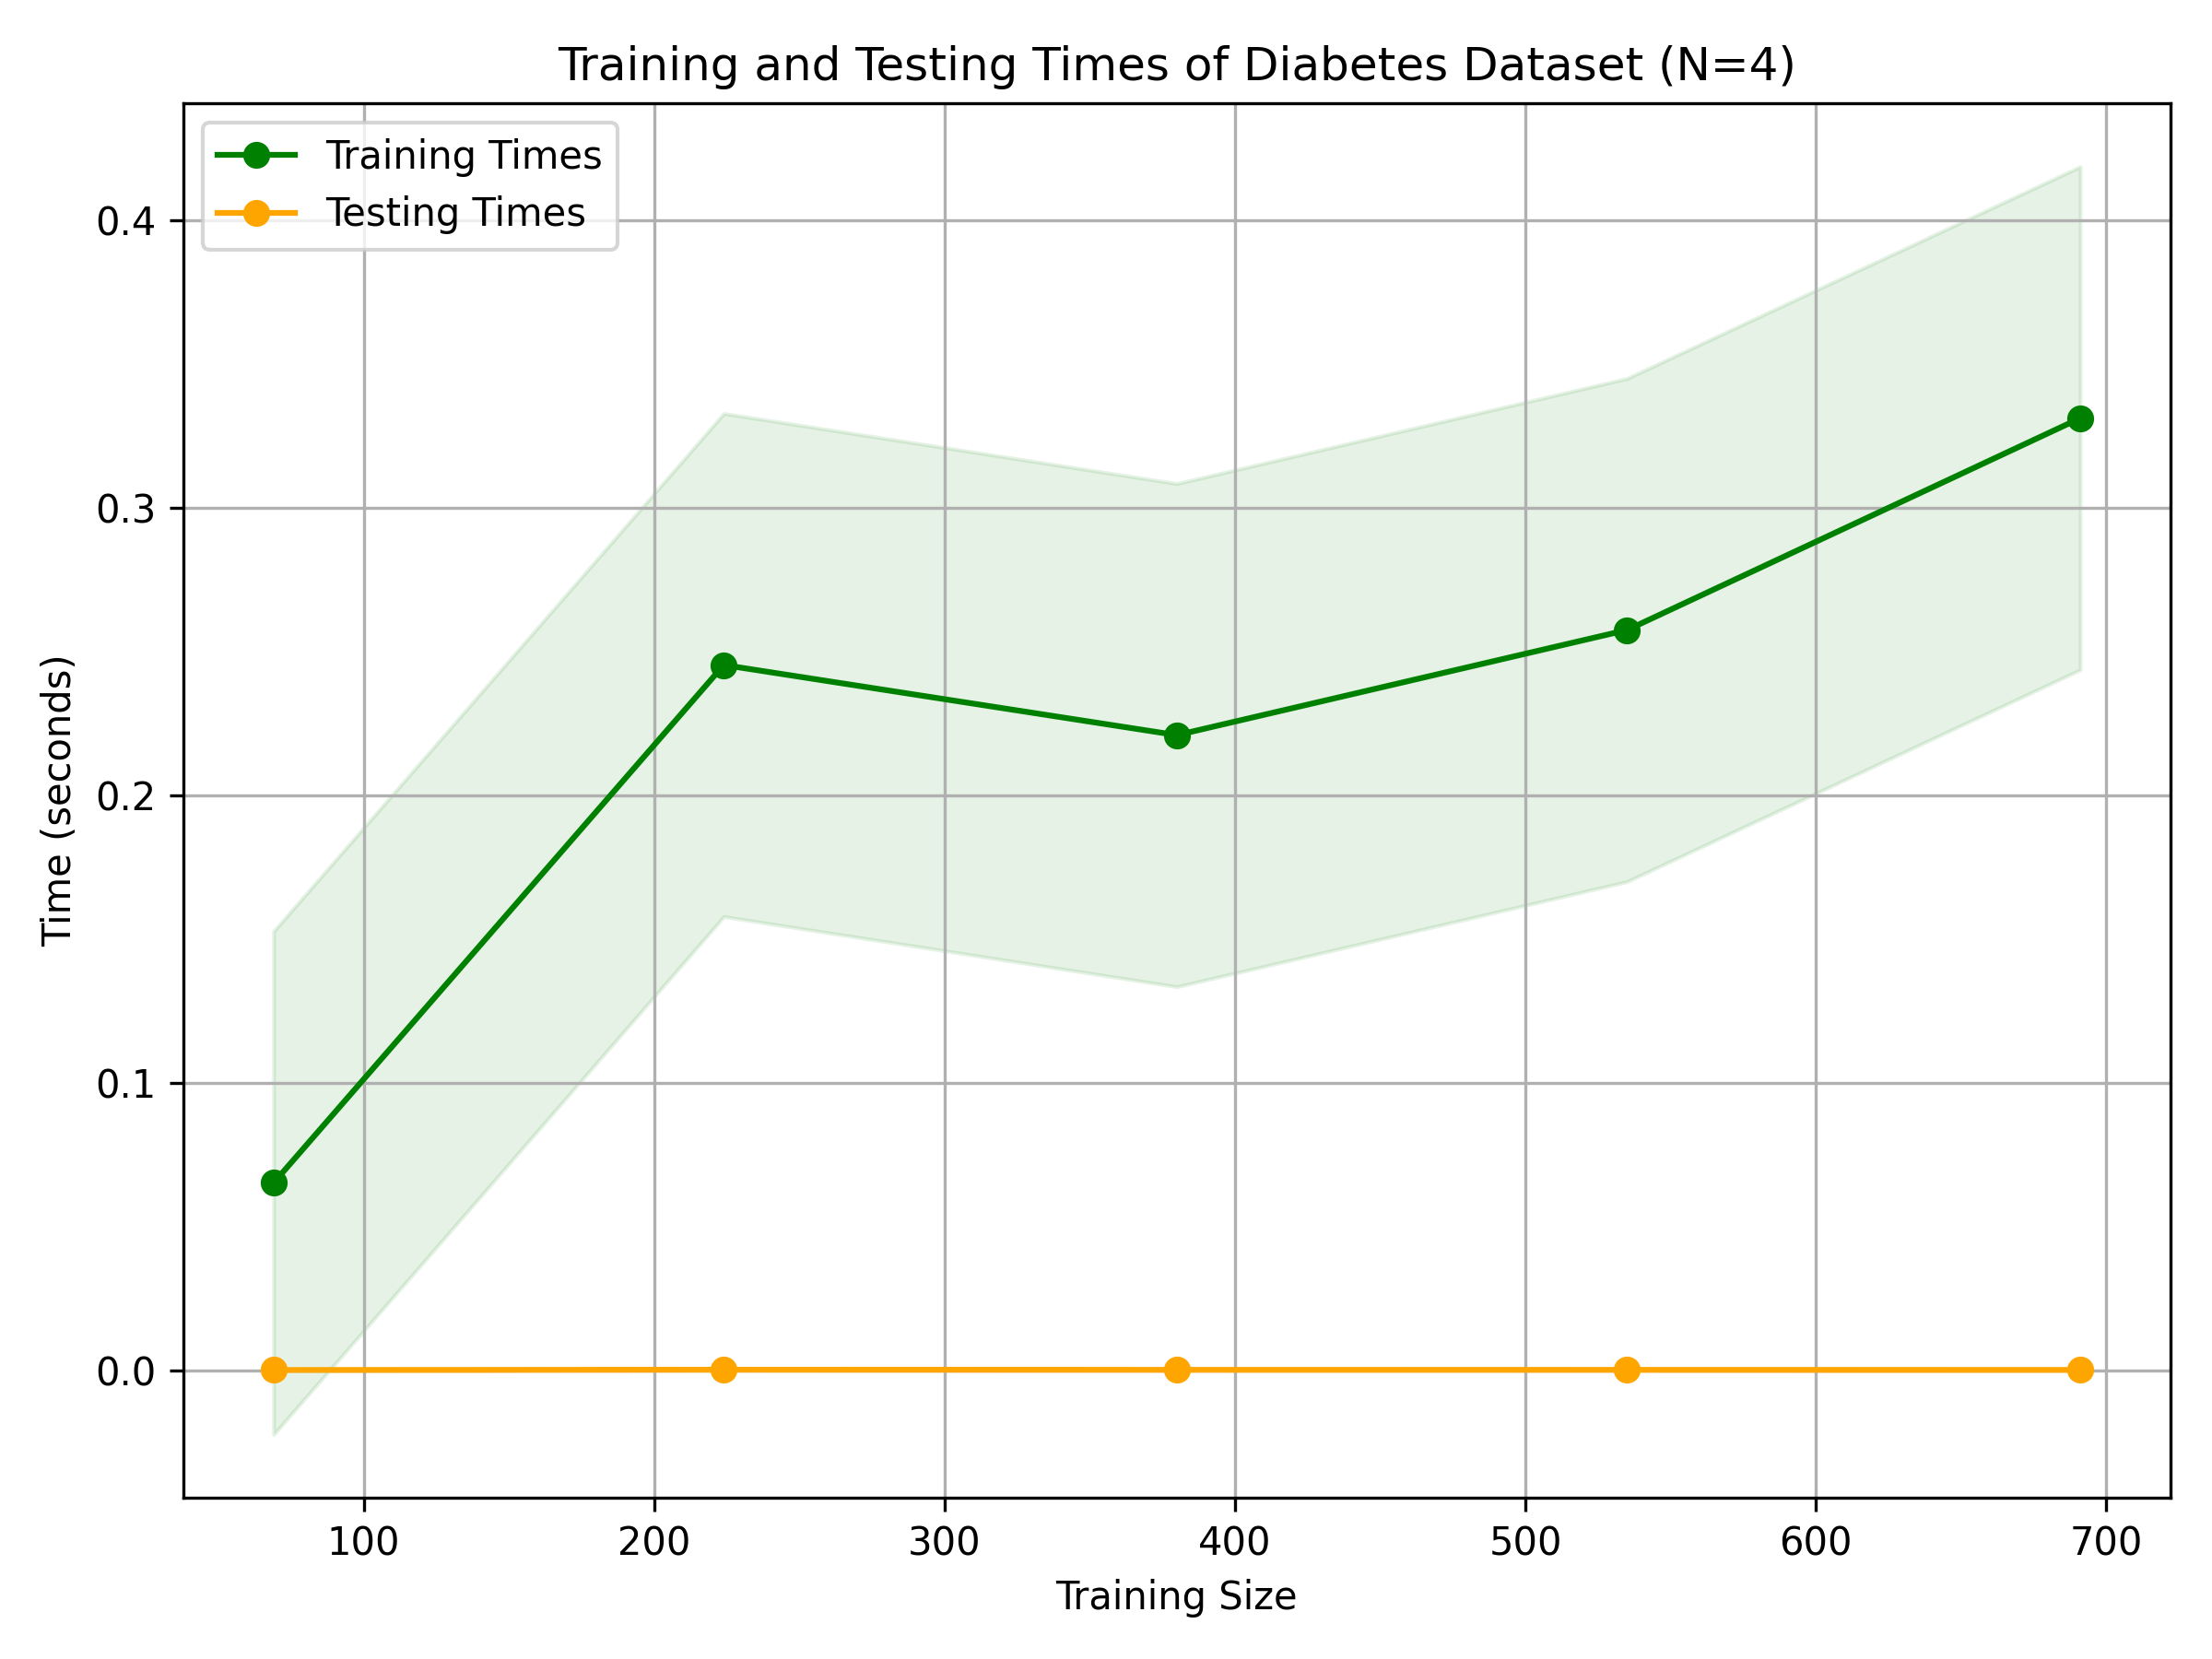 Training and Testing Times of Diabetes Dataset (N=4)
Training Times
Testing Times
0.4
0.3
0.2
0.1
0.0
Time (seconds)
100 200 300 400 500 600 700
Training Size